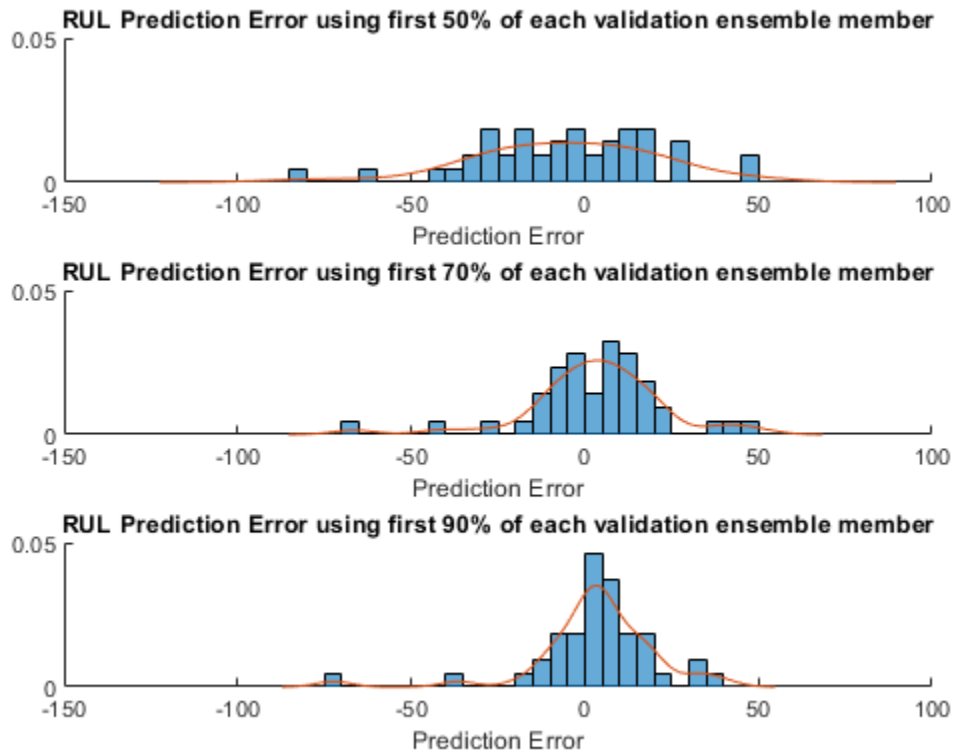 RUL Prediction Error using first 50% of each validation ensemble member
0.05
0
-150 -100 -50 0 50 100
Prediction Error
RUL Prediction Error using first 70% of each validation ensemble member
0.05
0
-150 -100 -50 0 50 100
Prediction Error
RUL Prediction Error using first 90% of each validation ensemble member
0.05
0
-150 -100 -50 0 50 100
Prediction Error